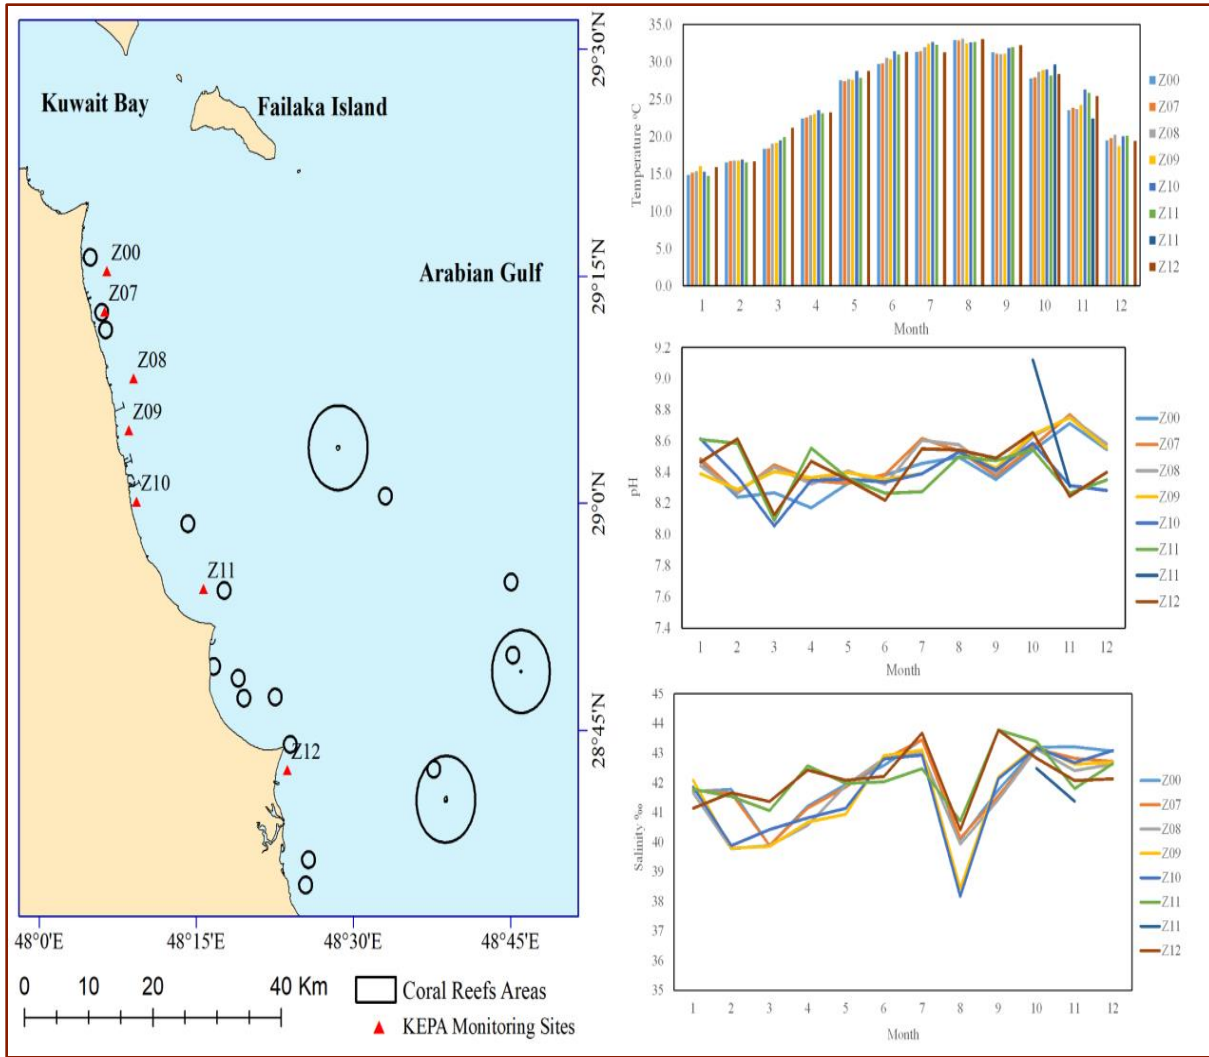 Kuwait Bay
Failaka Island
Arabian Gulf
Z00
Z07
Z08
Z09
Z10
Z11
Z12
29°30'N
29°15'N
29°0'N
28°45'N
48°0'E 48°15'E 48°30'E 48°45'E
0 10 20 40 Km
Coral Reefs Areas
KEPA Monitoring Sites
Temperature °C
35.0
30.0
25.0
20.0
15.0
10.0
5.0
0.0
1 2 3 4 5 6 7 8 9 10 11 12
Month
Z00
Z07
Z08
Z09
Z10
Z11
Z11
Z12
pH
9.2
9.0
8.8
8.6
8.4
8.2
8.0
7.8
7.6
7.4
1 2 3 4 5 6 7 8 9 10 11 12
Month
Z00
Z07
Z08
Z09
Z10
Z11
Z11
Z12
Salinity ‰
45
44
43
42
41
40
39
38
37
36
35
1 2 3 4 5 6 7 8 9 10 11 12
Month
Z00
Z07
Z08
Z09
Z10
Z11
Z11
Z12